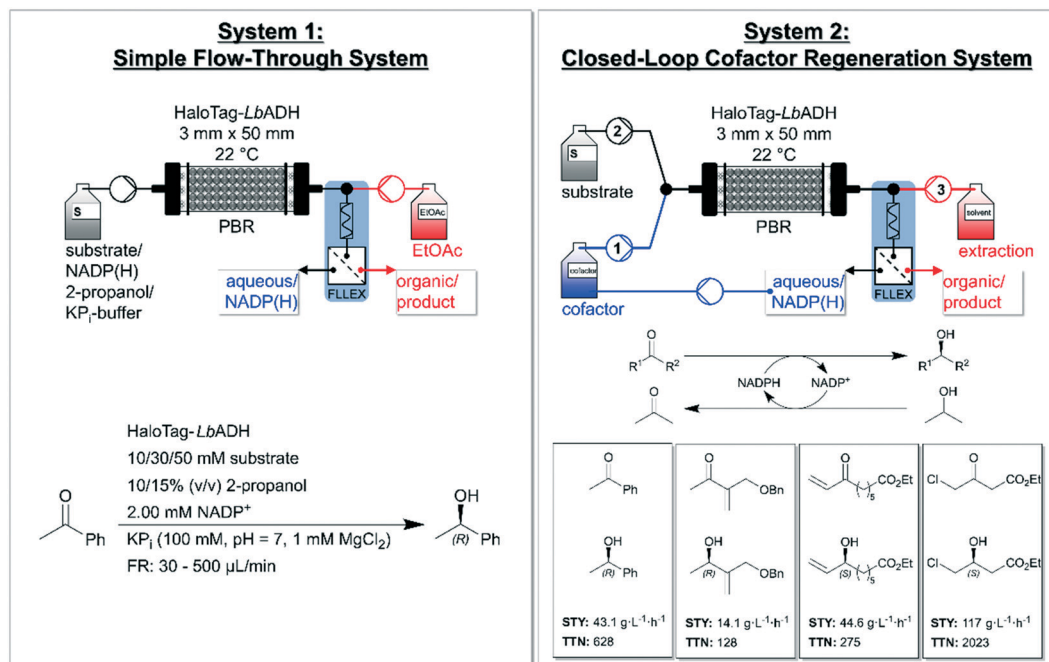 System 1:
Simple Flow-Through System
HaloTag-LbADH
3 mm x 50 mm
22 °C
S
EtOAc
PBR
substrate/
NADP(H)
2-propanol/
KPi-buffer
EtOAc
aqueous/
NADP(H)
FLLEX
organic/
product
HaloTag-LbADH
10/30/50 mM substrate
10/15% (v/v) 2-propanol
2.00 mM NADP+
KPi (100 mM, pH = 7, 1 mM MgCl2)
FR: 30 - 500 µL/min
O
Ph
OH
(R)
Ph
System 2:
Closed-Loop Cofactor Regeneration System
HaloTag-LbADH
3 mm x 50 mm
22 °C
2
S
substrate
3
solvent
PBR
extraction
1
cofactor
cofactor
aqueous/
NADP(H)
FLLEX
organic/
product
O
R1 R2
OH
R1 R2
NADPH NADP+
O
OH
O
Ph
OH
(R) Ph
STY: 43.1 g·L-1·h-1
TTN: 628
O
OBn
OH
(R) OBn
STY: 14.1 g·L-1·h-1
TTN: 128
O
( )5 CO2Et
OH
(S) ( )5 CO2Et
STY: 44.6 g·L-1·h-1
TTN: 275
O
Cl CO2Et
OH
Cl (S) CO2Et
STY: 117 g·L-1·h-1
TTN: 2023